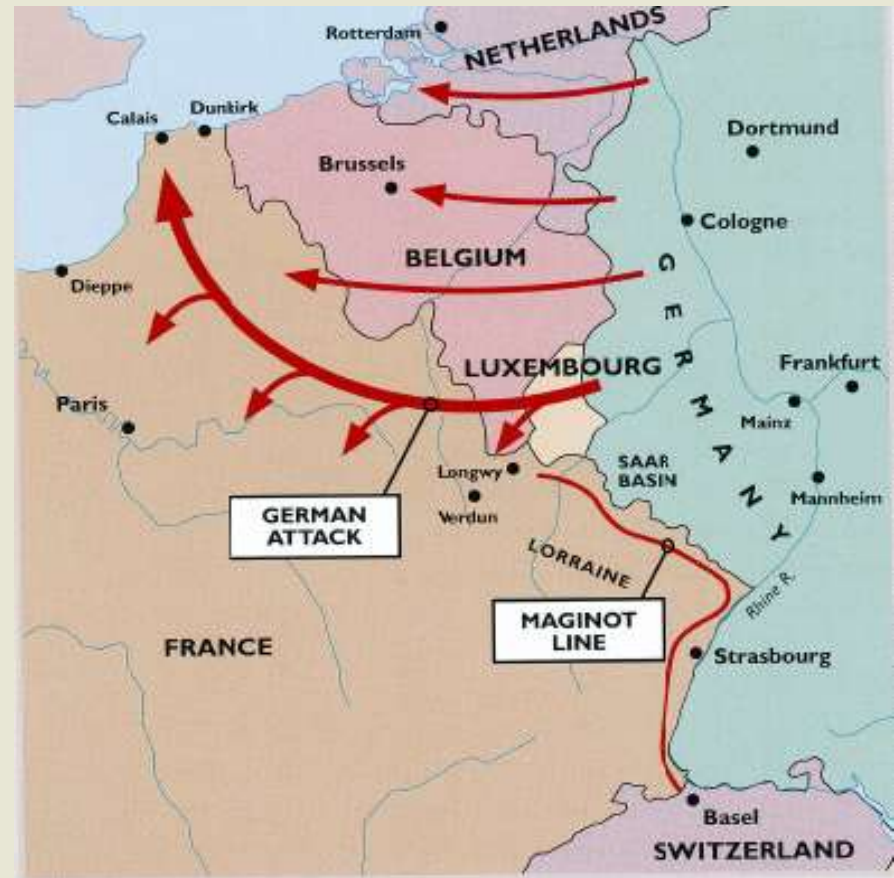 Rotterdam
NETHERLANDS
Calais
Dunkirk
Dortmund
Brussels
Cologne
BELGIUM
GERMANY
Dieppe
LUXEMBOURG
Frankfurt
Paris
Mainz
Longwy
SAAR
BASIN
Mannheim
Verdun
GERMAN
ATTACK
LORRAINE
Rhine R.
MAGINOT
LINE
FRANCE
Strasbourg
Basel
SWITZERLAND